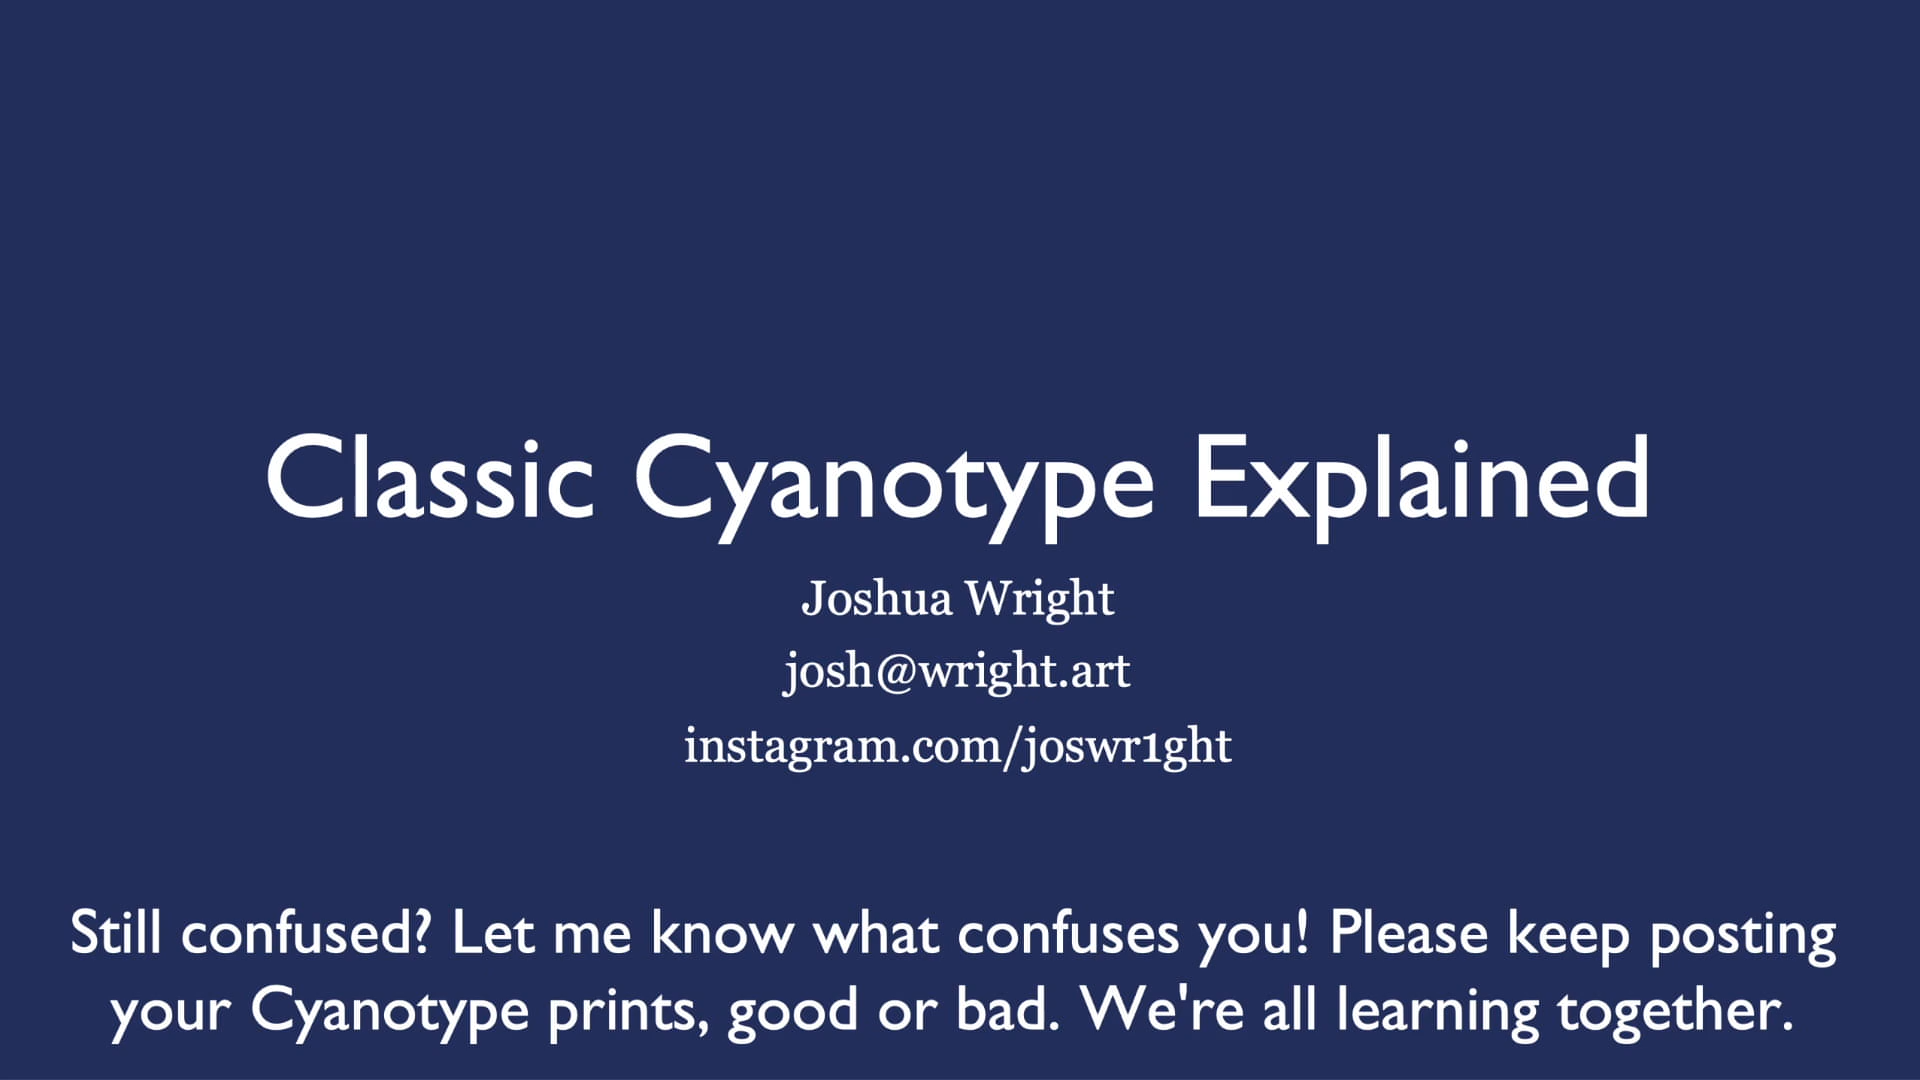 Classic Cyanotype Explained
Joshua Wright
josh@wright.art
instagram.com/joswr1ght
Still confused? Let me know what confuses you! Please keep posting
your Cyanotype prints, good or bad. We're all learning together.